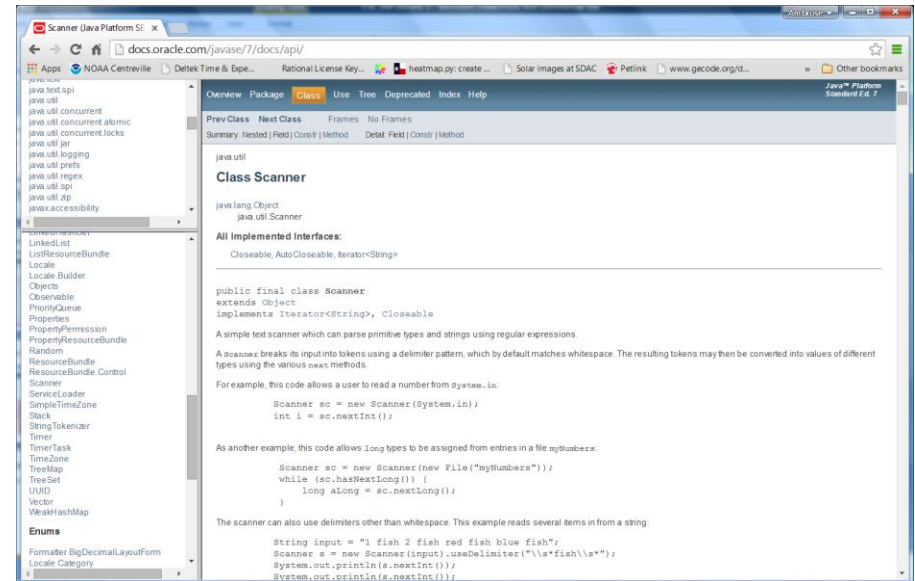 Ambrose
Scanner (Java Platform SE
docs.oracle.com/javase/7/docs/api/
Apps NOAA Centreville Deltek Time & Expe... Rational License Key... heatmap.py: create ... Solar images at SDAC Petlink www.gecode.org/d... » Other bookmarks
java.text.spi
java.util
java.util.concurrent
java.util.concurrent.atomic
java.util.concurrent.locks
java.util.jar
java.util.logging
java.util.prefs
java.util.regex
java.util.spi
java.util.zip
javax.accessibility
LinkedHashSet
LinkedList
ListResourceBundle
Locale
Locale.Builder
Objects
Observable
PriorityQueue
Properties
PropertyPermission
PropertyResourceBundle
Random
ResourceBundle
ResourceBundle.Control
Scanner
ServiceLoader
SimpleTimeZone
Stack
StringTokenizer
Timer
TimerTask
TimeZone
TreeMap
TreeSet
UUID
Vector
WeakHashMap
Enums
Formatter.BigDecimalLayoutForm
Locale.Category
Overview Package Class Use Tree Deprecated Index Help
Java™ Platform
Standard Ed. 7
Prev Class Next Class Frames No Frames
Summary: Nested | Field | Constr | Method Detail: Field | Constr | Method
java.util
Class Scanner
java.lang.Object
java.util.Scanner
All Implemented Interfaces:
Closeable, AutoCloseable, Iterator<String>
public final class Scanner
extends Object
implements Iterator<String>, Closeable
A simple text scanner which can parse primitive types and strings using regular expressions.
A Scanner breaks its input into tokens using a delimiter pattern, which by default matches whitespace. The resulting tokens may then be converted into values of different
types using the various next methods.
For example, this code allows a user to read a number from System.in:
Scanner sc = new Scanner(System.in);
int i = sc.nextInt();
As another example, this code allows long types to be assigned from entries in a file myNumbers:
Scanner sc = new Scanner(new File("myNumbers"));
while (sc.hasNextLong()) {
long aLong = sc.nextLong();
}
The scanner can also use delimiters other than whitespace. This example reads several items in from a string:
String input = "1 fish 2 fish red fish blue fish";
Scanner s = new Scanner(input).useDelimiter("\\s*fish\\s*");
System.out.println(s.nextInt());
System.out.println(s.nextInt());